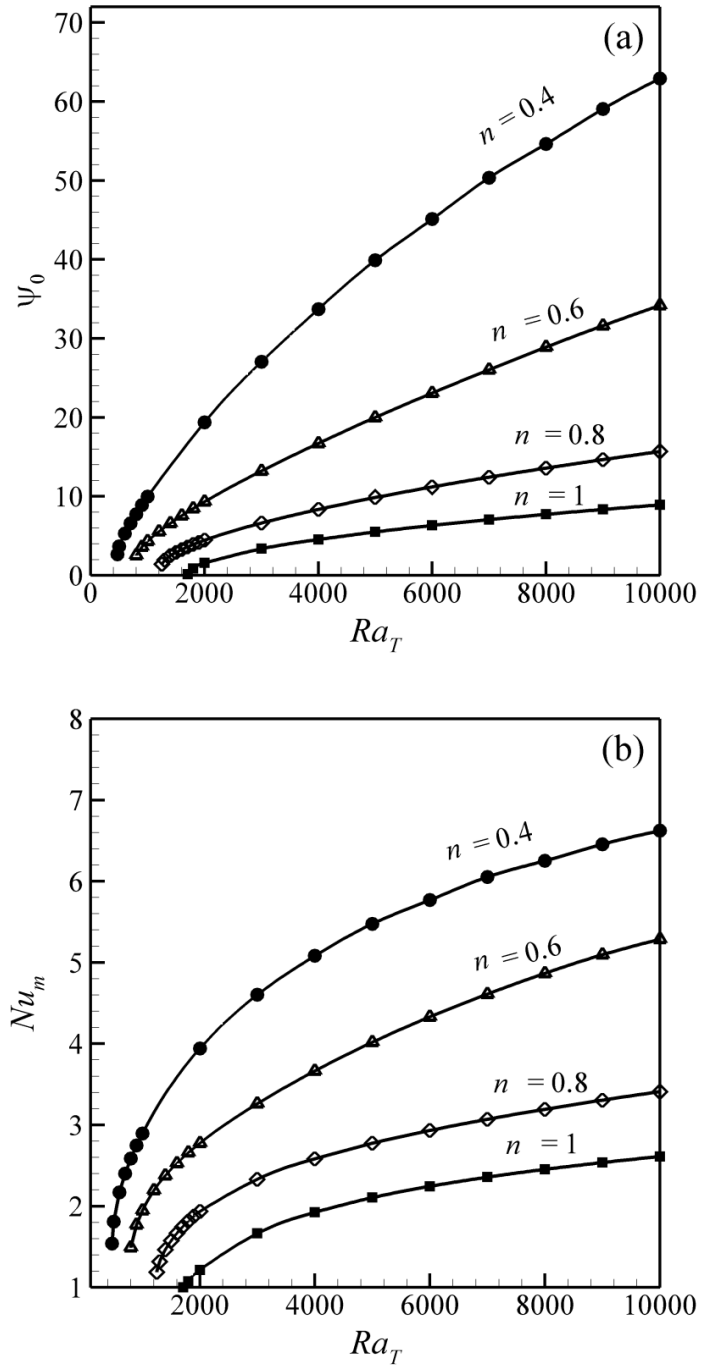 (a)
70
60
50
40
30
20
10
0
ψ0
n = 0.4
n = 0.6
n = 0.8
n = 1
0 2000 4000 6000 8000 10000
RaT
(b)
8
7
6
5
4
3
2
1
Num
n = 0.4
n = 0.6
n = 0.8
n = 1
2000 4000 6000 8000 10000
RaT